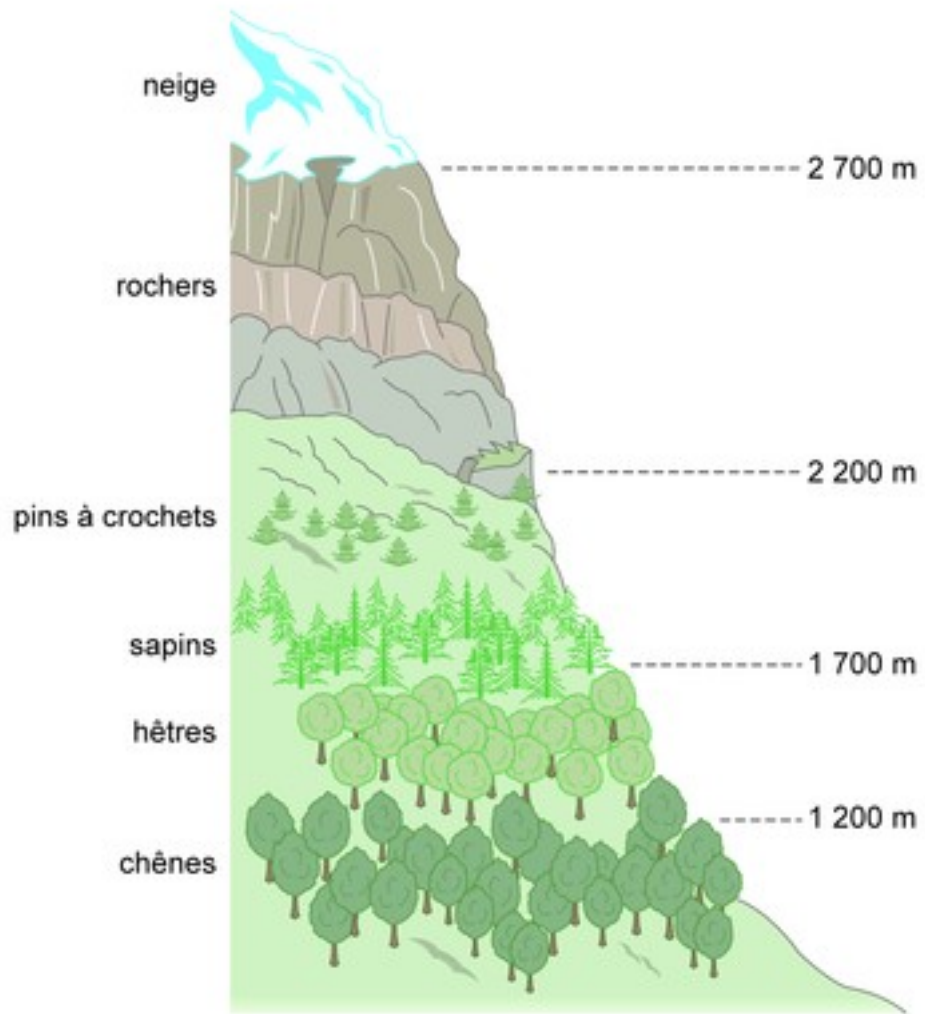 neige
2 700 m
rochers
2 200 m
pins à crochets
sapins
1 700 m
hêtres
1 200 m
chênes